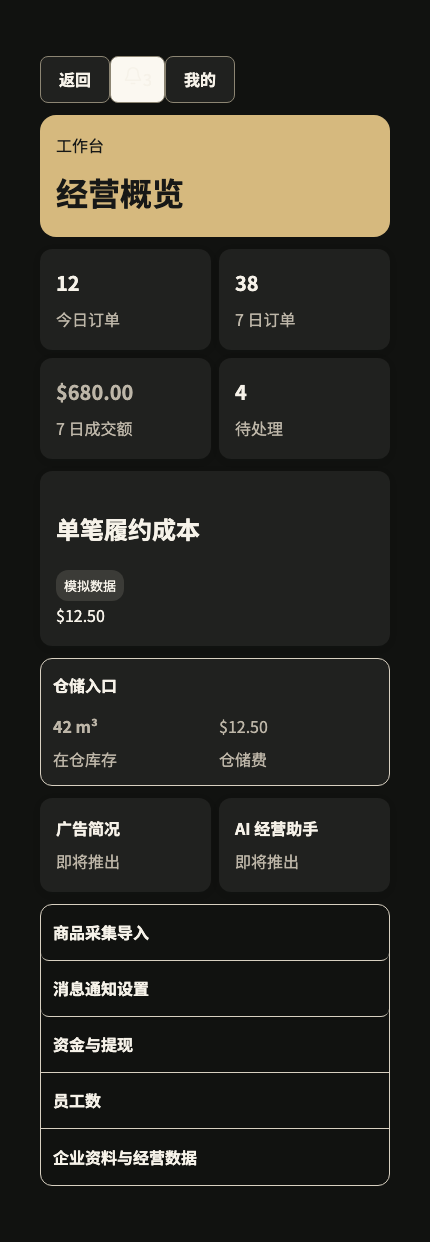 返回
我的
工作台
经营概览
12
今日订单
38
7 日订单
$680.00
7 日成交额
4
待处理
单笔履约成本
模拟数据
$12.50
仓储入口
42 m³
在仓库存
$12.50
仓储费
广告简况
即将推出
AI 经营助手
即将推出
商品采集导入
消息通知设置
资金与提现
员工数
企业资料与经营数据